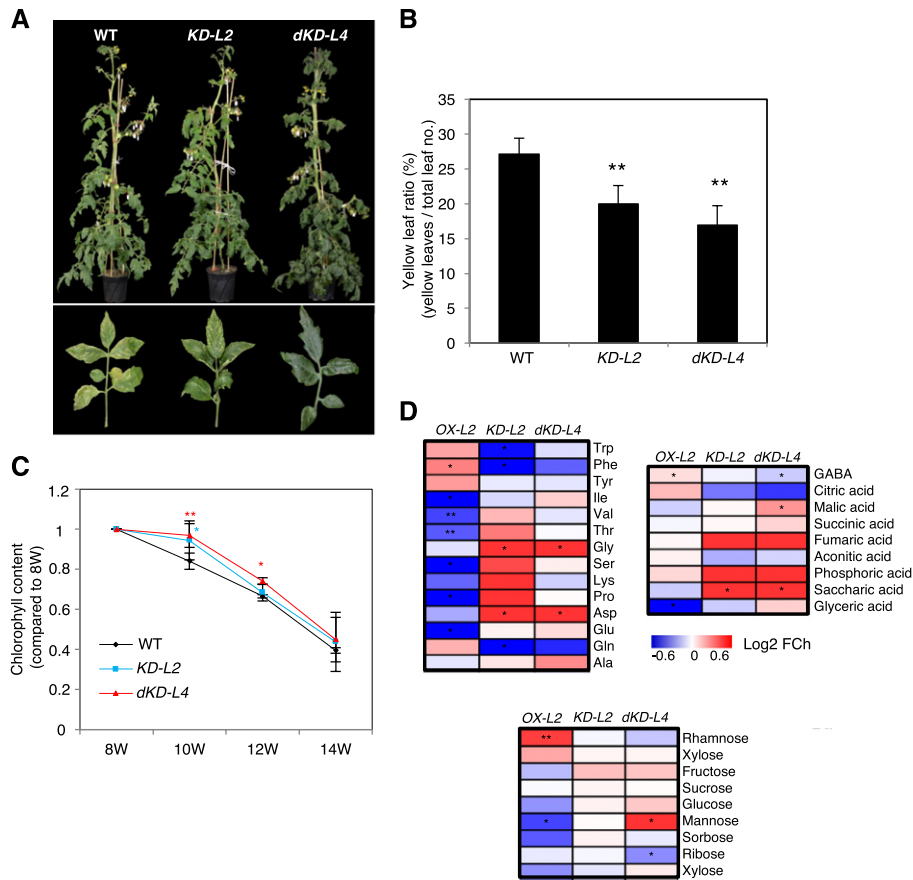 A
WT KD-L2 dKD-L4
B
Yellow leaf ratio (%)
(yellow leaves / total leaf no.)
35
30
25
20
15
10
5
0
**
**
WT KD-L2 dKD-L4
C
Chlorophyll content
(compared to 8W)
1.2
1
0.8
0.6
0.4
0.2
0
** *
*
WT
KD-L2
dKD-L4
8W 10W 12W 14W
D
OX-L2 KD-L2 dKD-L4
* Trp
* * Phe
Tyr
* Ile
** Val
** Thr
* * Gly
* Ser
Lys
* Pro
* * Asp
* Glu
* Gln
Ala
OX-L2 KD-L2 dKD-L4
* * GABA
Citric acid
* Malic acid
Succinic acid
Fumaric acid
Aconitic acid
Phosphoric acid
* * Saccharic acid
* Glyceric acid
-0.6 0 0.6 Log2 FCh
OX-L2 KD-L2 dKD-L4
** Rhamnose
Xylose
Fructose
Sucrose
Glucose
* * Mannose
Sorbose
* Ribose
Xylose